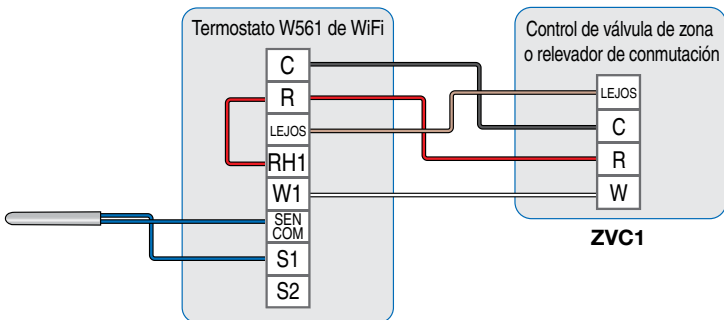 Termostato W561 de WiFi
C
R
LEJOS
RH1
W1
SEN
COM
S1
S2
Control de válvula de zona
o relevador de conmutación
LEJOS
C
R
W
ZVC1